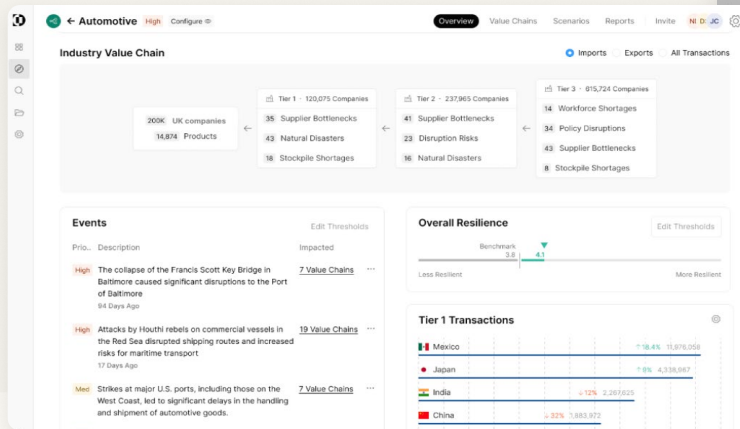 Automotive High Configure
Overview Value Chains Scenarios Reports Invite JC
Industry Value Chain
Imports Exports All Transactions
200K UK companies
14,874 Products
Tier 1 - 120,075 Companies
35 Supplier Bottlenecks
43 Natural Disasters
18 Stockpile Shortages
Tier 2 - 237,965 Companies
41 Supplier Bottlenecks
23 Disruption Risks
16 Natural Disasters
Tier 3 - 615,724 Companies
14 Workforce Shortages
34 Policy Disruptions
43 Supplier Bottlenecks
8 Stockpile Shortages
Events
Edit Thresholds
Prio.. Description Impacted
High The collapse of the Francis Scott Key Bridge in
Baltimore caused significant disruptions to the Port
of Baltimore
7 Value Chains ...
94 Days Ago
High Attacks by Houthi rebels on commercial vessels in
the Red Sea disrupted shipping routes and increased
risks for maritime transport
19 Value Chains ...
17 Days Ago
Med Strikes at major U.S. ports, including those on the
West Coast, led to significant delays in the handling
and shipment of automotive goods.
7 Value Chains ...
Overall Resilience
Edit Thresholds
Benchmark
3.8 4.1
Less Resilient More Resilient
Tier 1 Transactions
Mexico 18.4% 11,976,058
Japan 4,339,967
India 12% 2,267,625
China 32% 1,883,972